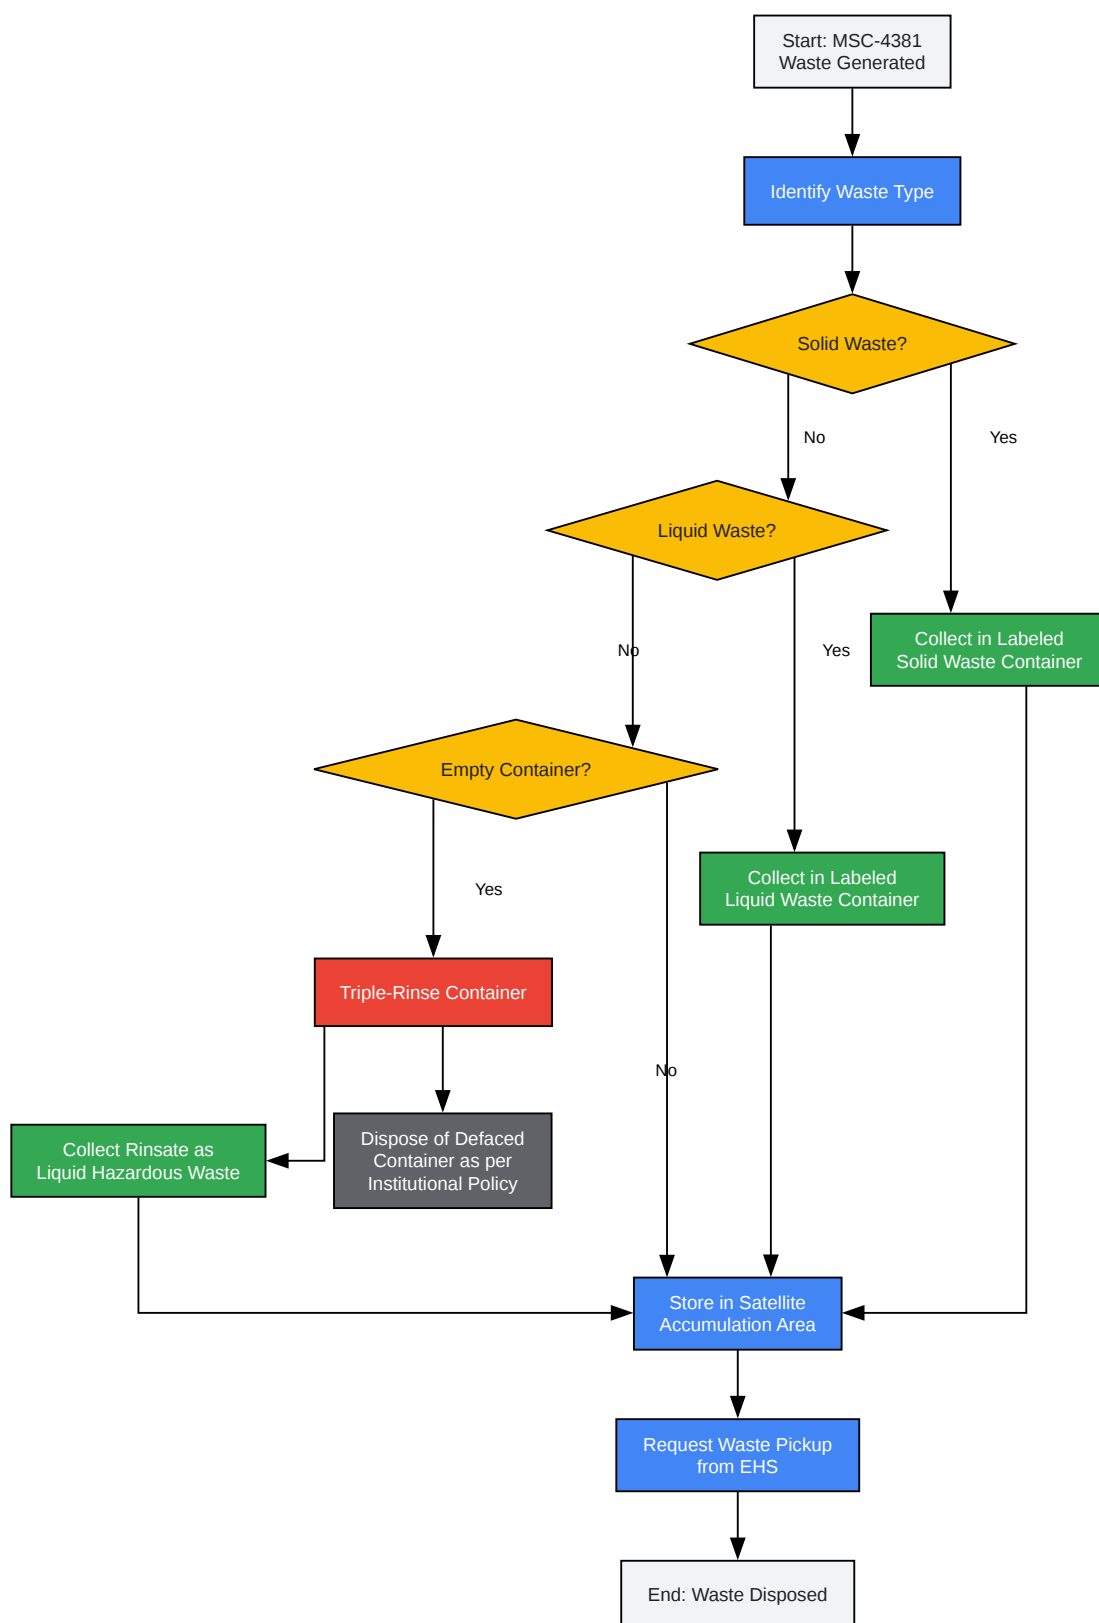 Start: MSC-4381
Waste Generated
Identify Waste Type
Solid Waste?
No
Yes
Liquid Waste?
No
Yes
Collect in Labeled
Solid Waste Container
Empty Container?
Yes
Collect in Labeled
Liquid Waste Container
Triple-Rinse Container
No
Collect Rinsate as
Liquid Hazardous Waste
Dispose of Defaced
Container as per
Institutional Policy
Store in Satellite
Accumulation Area
Request Waste Pickup
from EHS
End: Waste Disposed